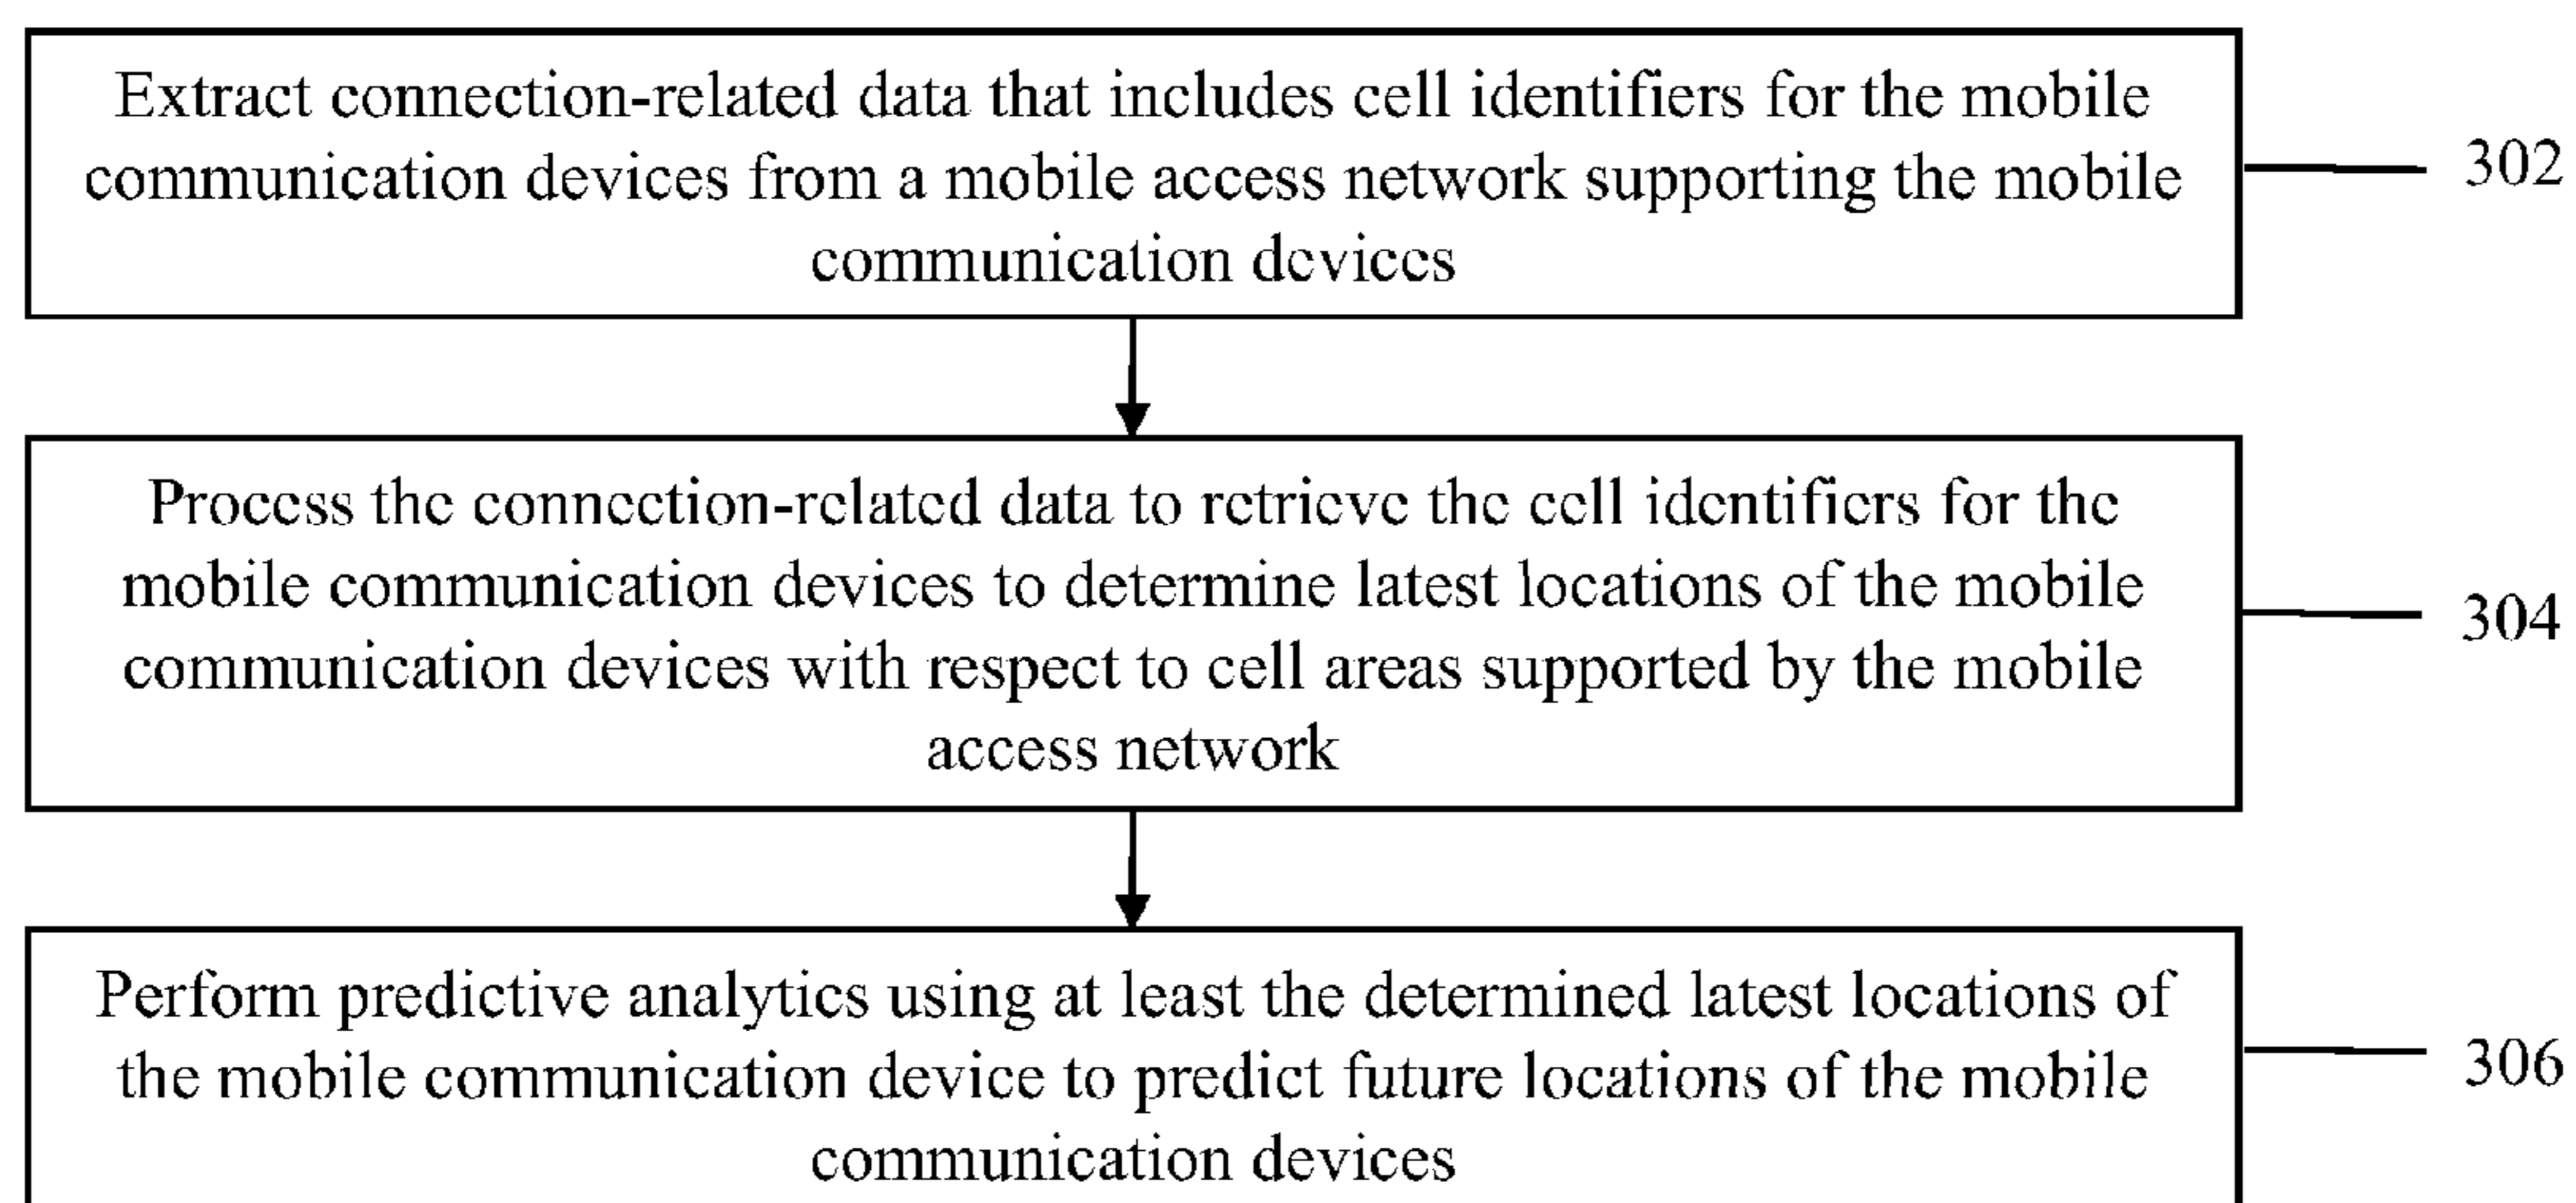 Extract connection-related data that includes cell identifiers for the mobile
communication devices from a mobile access network supporting the mobile
communication devices
302
Process the connection-related data to retrieve the cell identifiers for the
mobile communication devices to determine latest locations of the mobile
communication devices with respect to cell areas supported by the mobile
access network
304
Perform predictive analytics using at least the determined latest locations of
the mobile communication device to predict future locations of the mobile
communication devices
306